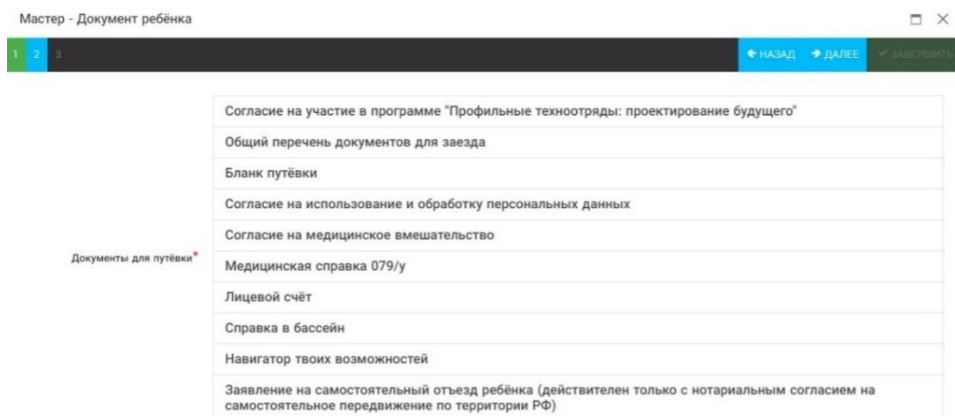 Мастер - Документ ребёнка
1 2 3 НАЗАД ДАЛЕЕ ЗАВЕРШИТЬ
Согласие на участие в программе "Профильные техноотряды: проектирование будущего"
Общий перечень документов для заезда
Бланк путёвки
Согласие на использование и обработку персональных данных
Согласие на медицинское вмешательство
Документы для путёвки*
Медицинская справка 079/у
Лицевой счёт
Справка в бассейн
Навигатор твоих возможностей
Заявление на самостоятельный отъезд ребёнка (действителен только с нотариальным согласием на
самостоятельное передвижение по территории РФ)